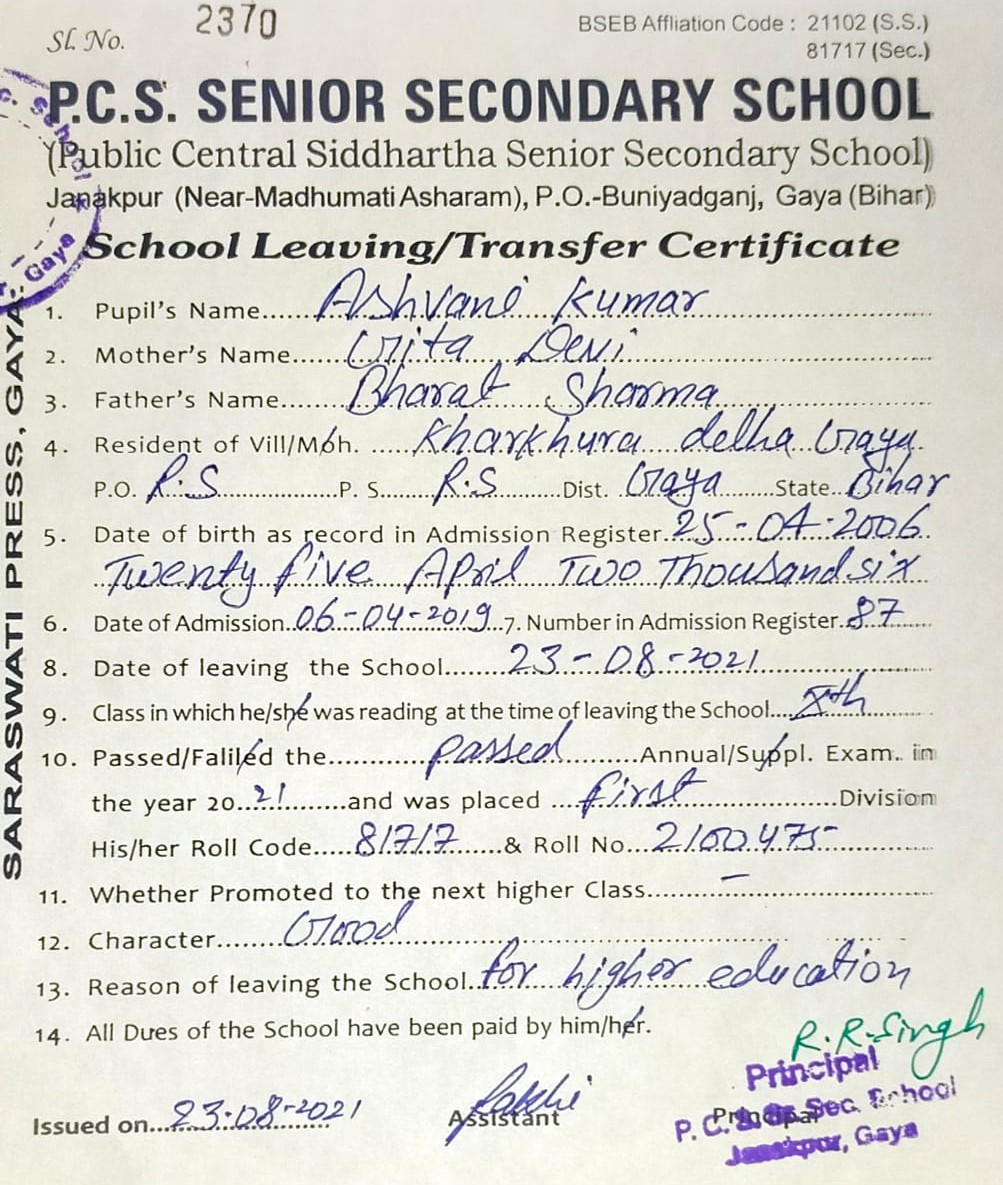 Sl. No. 2370
BSEB Affliation Code : 21102 (S.S.)
81717 (Sec.)
P.C.S. SENIOR SECONDARY SCHOOL
(Public Central Siddhartha Senior Secondary School)
Janakpur (Near-Madhumati Asharam), P.O.-Buniyadganj, Gaya (Bihar)
School Leaving/Transfer Certificate
1. Pupil's Name......Ashvani Kumar
2. Mother's Name......Grita Devi
3. Father's Name.......Bharat Sharma
4. Resident of Vill/Moh. .....Kharkhura delha Gaya
P.O. R.S.............P. S......R.S..........Dist. Gaya.......State..Bihar
5. Date of birth as record in Admission Register.25-04-2006
Twenty five April Two Thousand six
6. Date of Admission..06-04-2019..7. Number in Admission Register.87
8. Date of leaving the School.......23-08-2021
9. Class in which he/she was reading at the time of leaving the School....Xth
10. Passed/Faliled the............passed..........Annual/Suppl. Exam. in
the year 20..21.........and was placed ....first..............Division
His/her Roll Code.....81717.....& Roll No...2100475
11. Whether Promoted to the next higher Class.......–
12. Character........Good
13. Reason of leaving the School..for higher education
14. All Dues of the School have been paid by him/her.
R.R.Singh
Principal
P. C. S. Sr. Sec. School
Janakpur, Gaya
Issued on...23-08-2021
Assistant
Principal
SARASWATI PRESS, GAYA.
Gaya